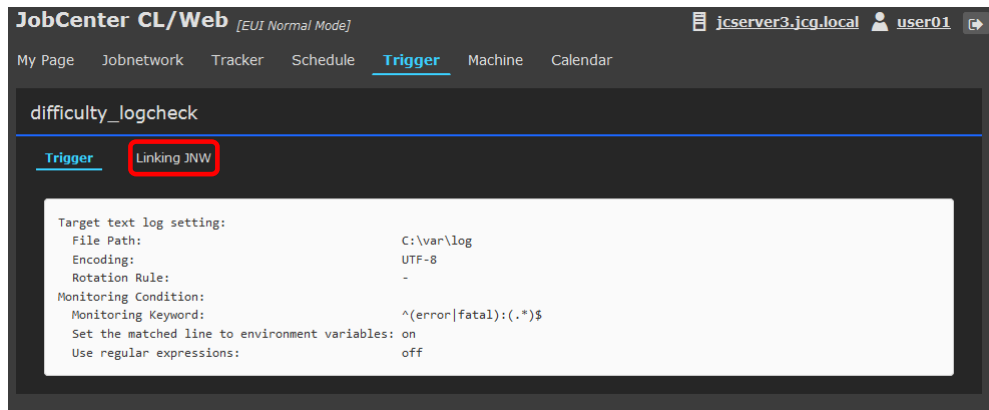 JobCenter CL/Web [EUI Normal Mode] jcserver3.jcg.local user01
My Page Jobnetwork Tracker Schedule Trigger Machine Calendar
difficulty_logcheck
Trigger Linking JNW
Target text log setting:
File Path: C:\var\log
Encoding: UTF-8
Rotation Rule: -
Monitoring Condition:
Monitoring Keyword: ^(error|fatal):(.*)$
Set the matched line to environment variables: on
Use regular expressions: off